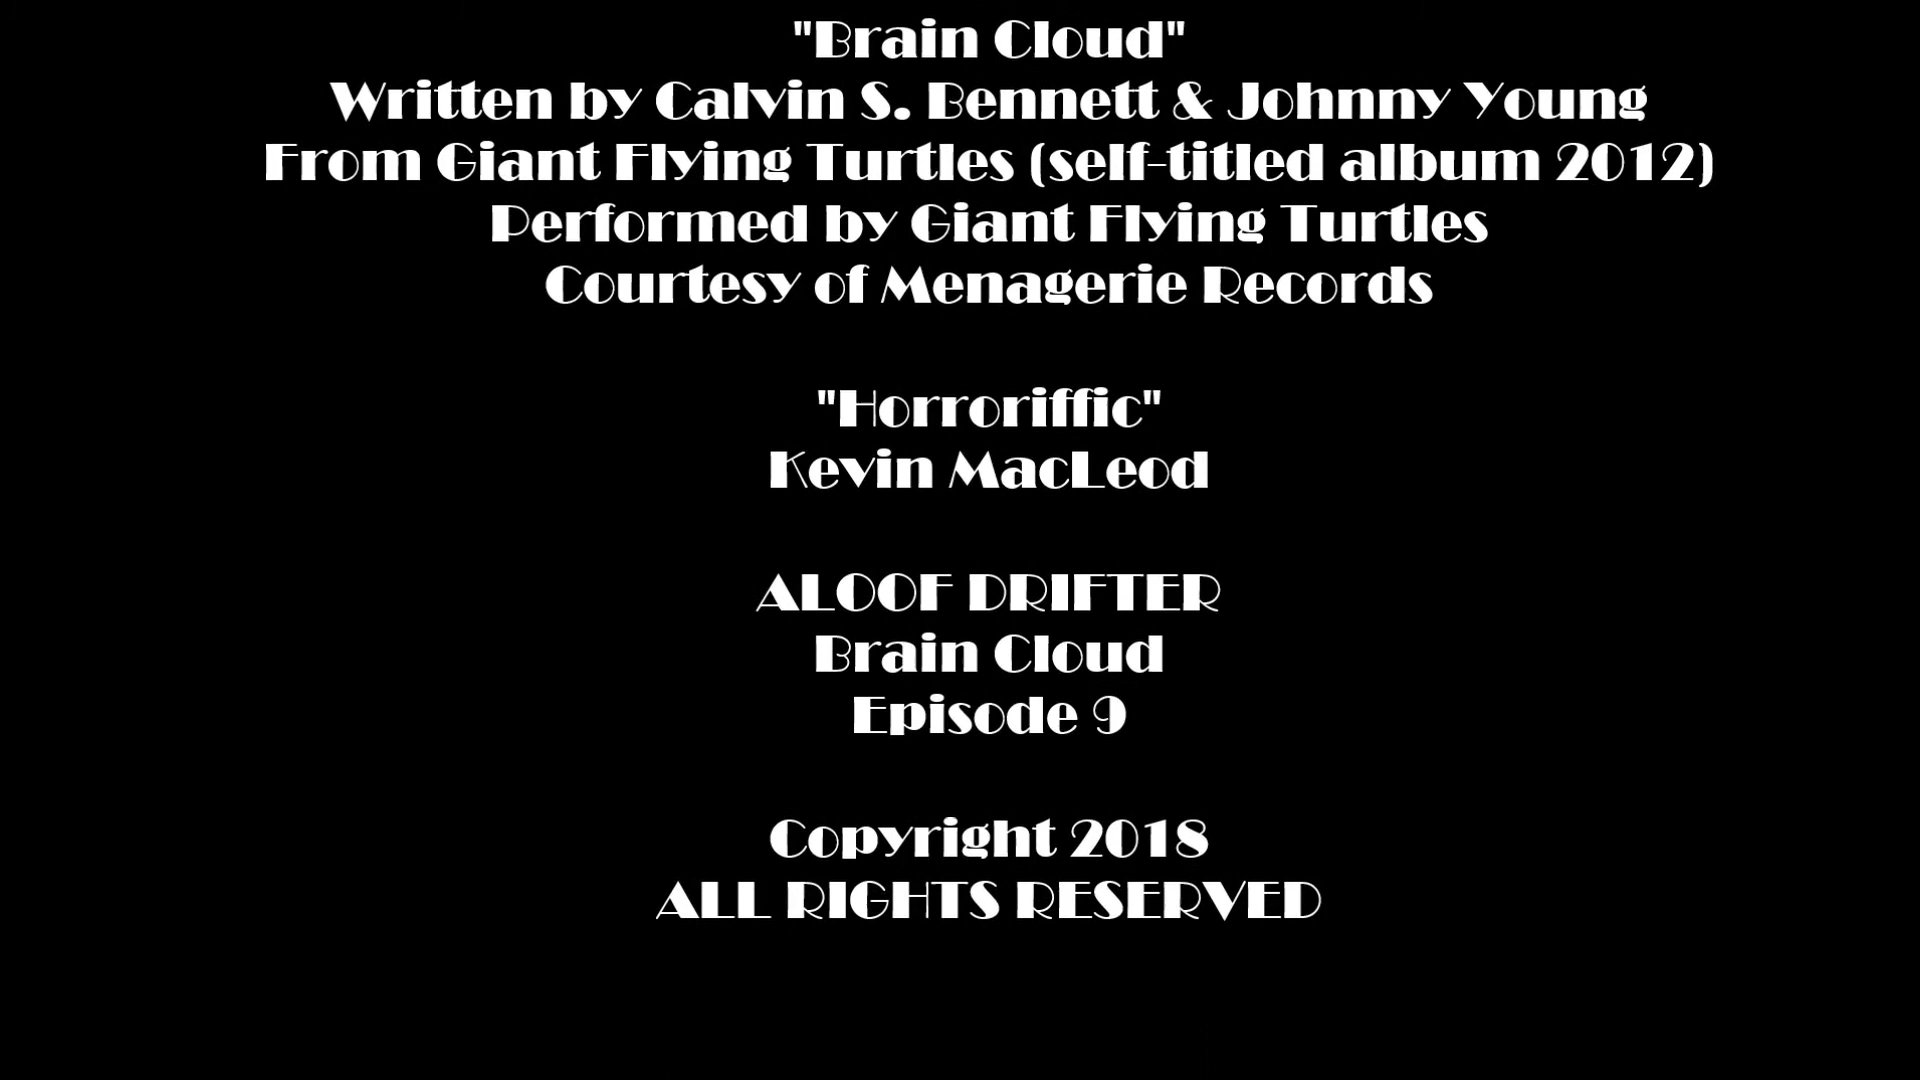 "Brain Cloud"
Written by Calvin S. Bennett & Johnny Young
From Giant Flying Turtles (self-titled album 2012)
Performed by Giant Flying Turtles
Courtesy of Menagerie Records
"Horroriffic"
Kevin MacLeod
ALOOF DRIFTER
Brain Cloud
Episode 9
Copyright 2018
ALL RIGHTS RESERVED